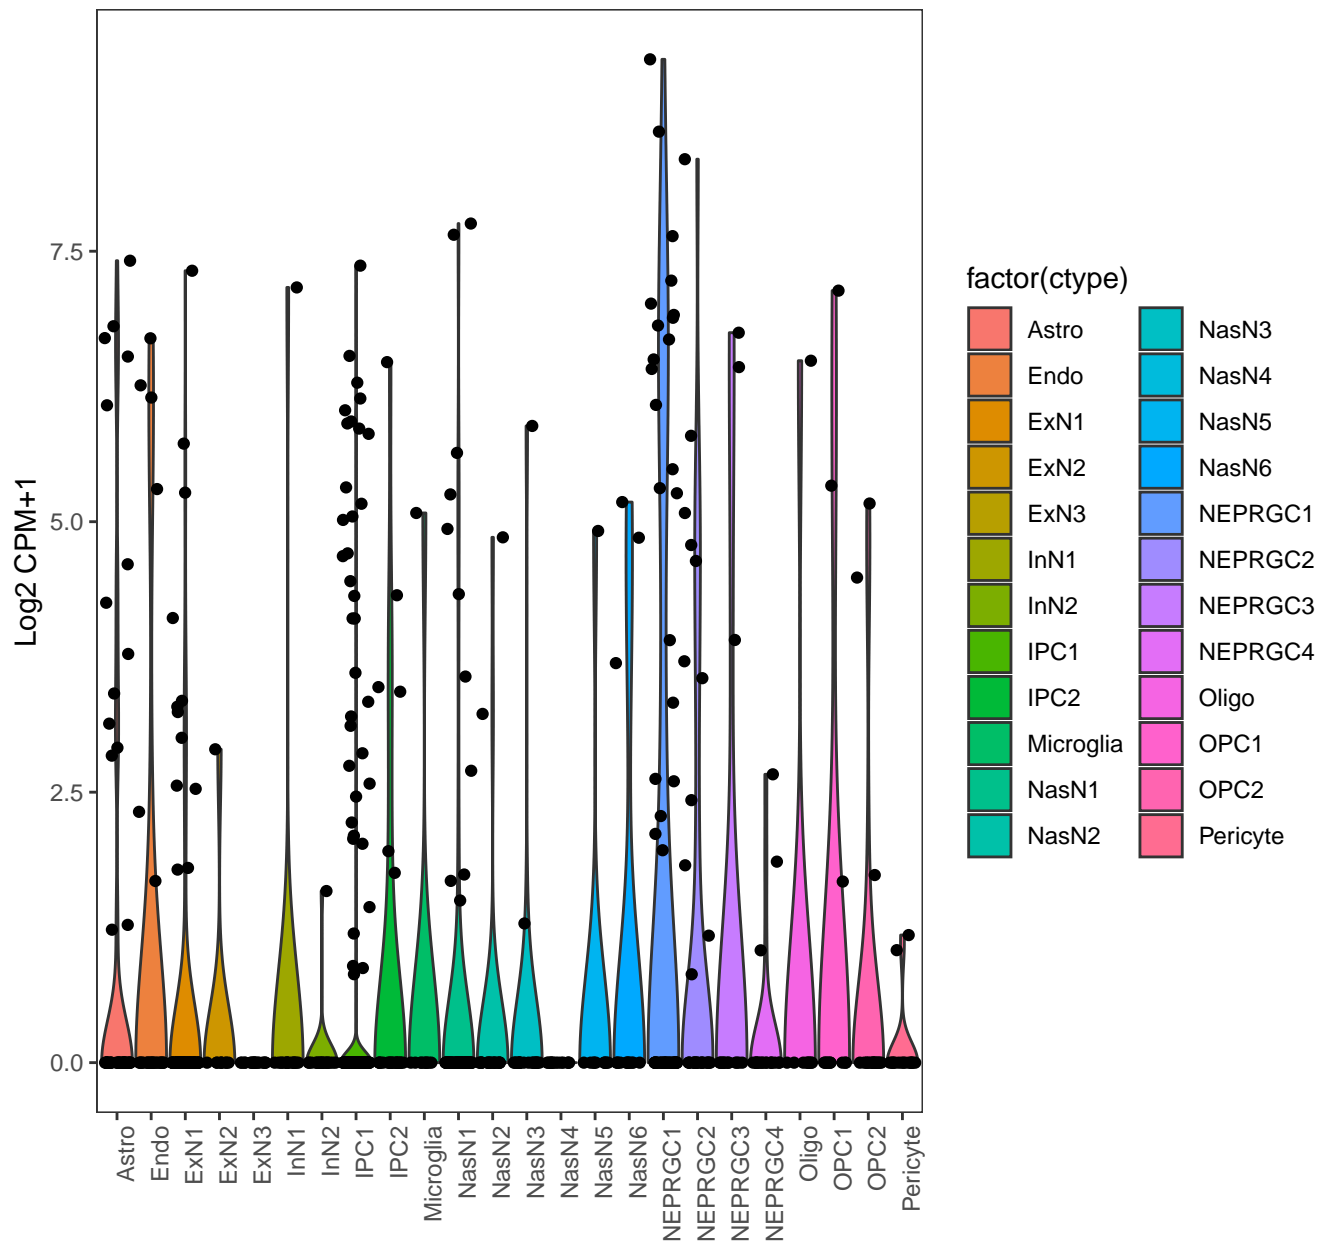 Log2 CPM+1
7.5
5.0
2.5
0.0
Astro
Endo
ExN1
ExN2
ExN3
InN1
InN2
IPC1
IPC2
Microglia
NasN1
NasN2
NasN3
NasN4
NasN5
NasN6
NEPRGC1
NEPRGC2
NEPRGC3
NEPRGC4
Oligo
OPC1
OPC2
Pericyte
factor(ctype)
Astro
Endo
ExN1
ExN2
ExN3
InN1
InN2
IPC1
IPC2
Microglia
NasN1
NasN2
NasN3
NasN4
NasN5
NasN6
NEPRGC1
NEPRGC2
NEPRGC3
NEPRGC4
Oligo
OPC1
OPC2
Pericyte